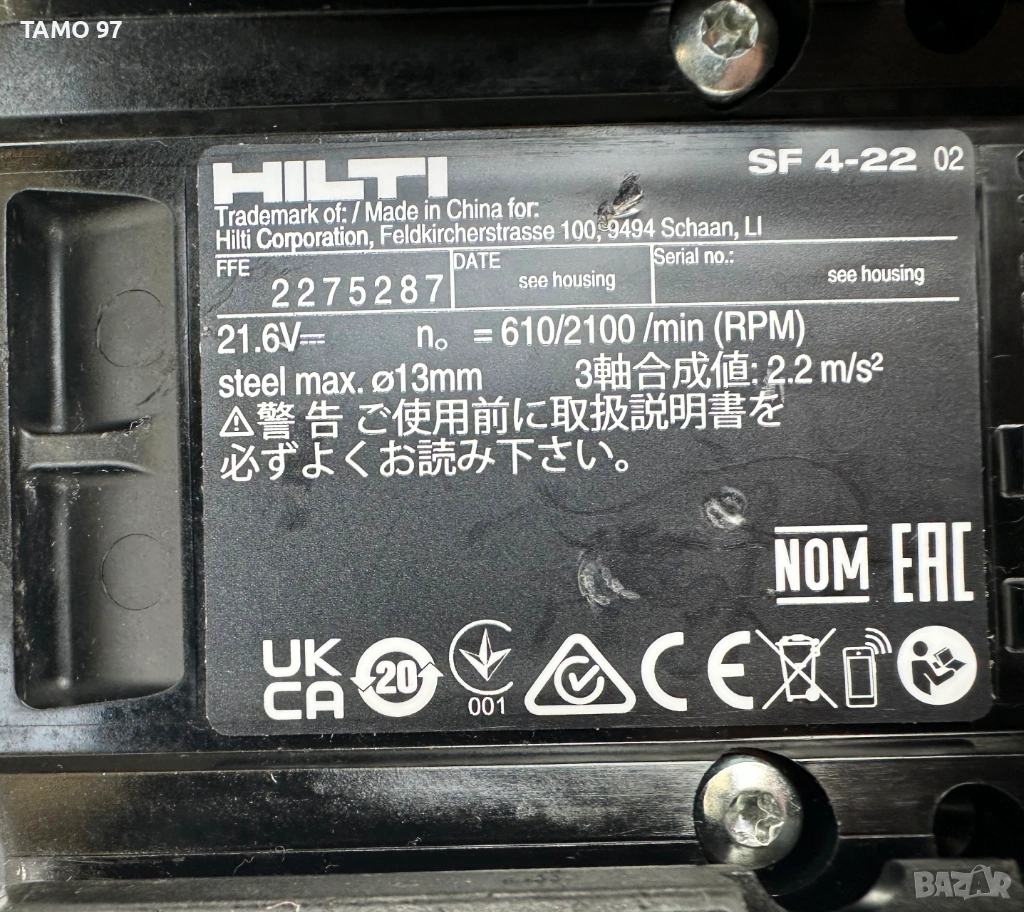 TAMO 97
HILTI
SF 4-22 02
Trademark of: / Made in China for:
Hilti Corporation, Feldkircherstrasse 100, 9494 Schaan, LI
FFE 2275287 DATE see housing Serial no.: see housing
21.6V⎓ n₀ = 610/2100 /min (RPM)
steel max. ø13mm 3軸合成値: 2.2 m/s²
⚠警 告 ご使用前に取扱説明書を
必ずよくお読み下さい。
NOM EAC
UK
CA
20
001
CE
BAZAR